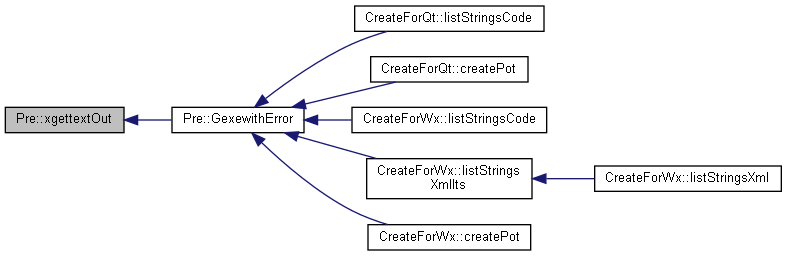 CreateForQt::listStringsCode
CreateForQt::createPot
Pre::xgettextOut
Pre::GexewithError
CreateForWx::listStringsCode
CreateForWx::listStrings
XmlIts
CreateForWx::listStringsXml
CreateForWx::createPot